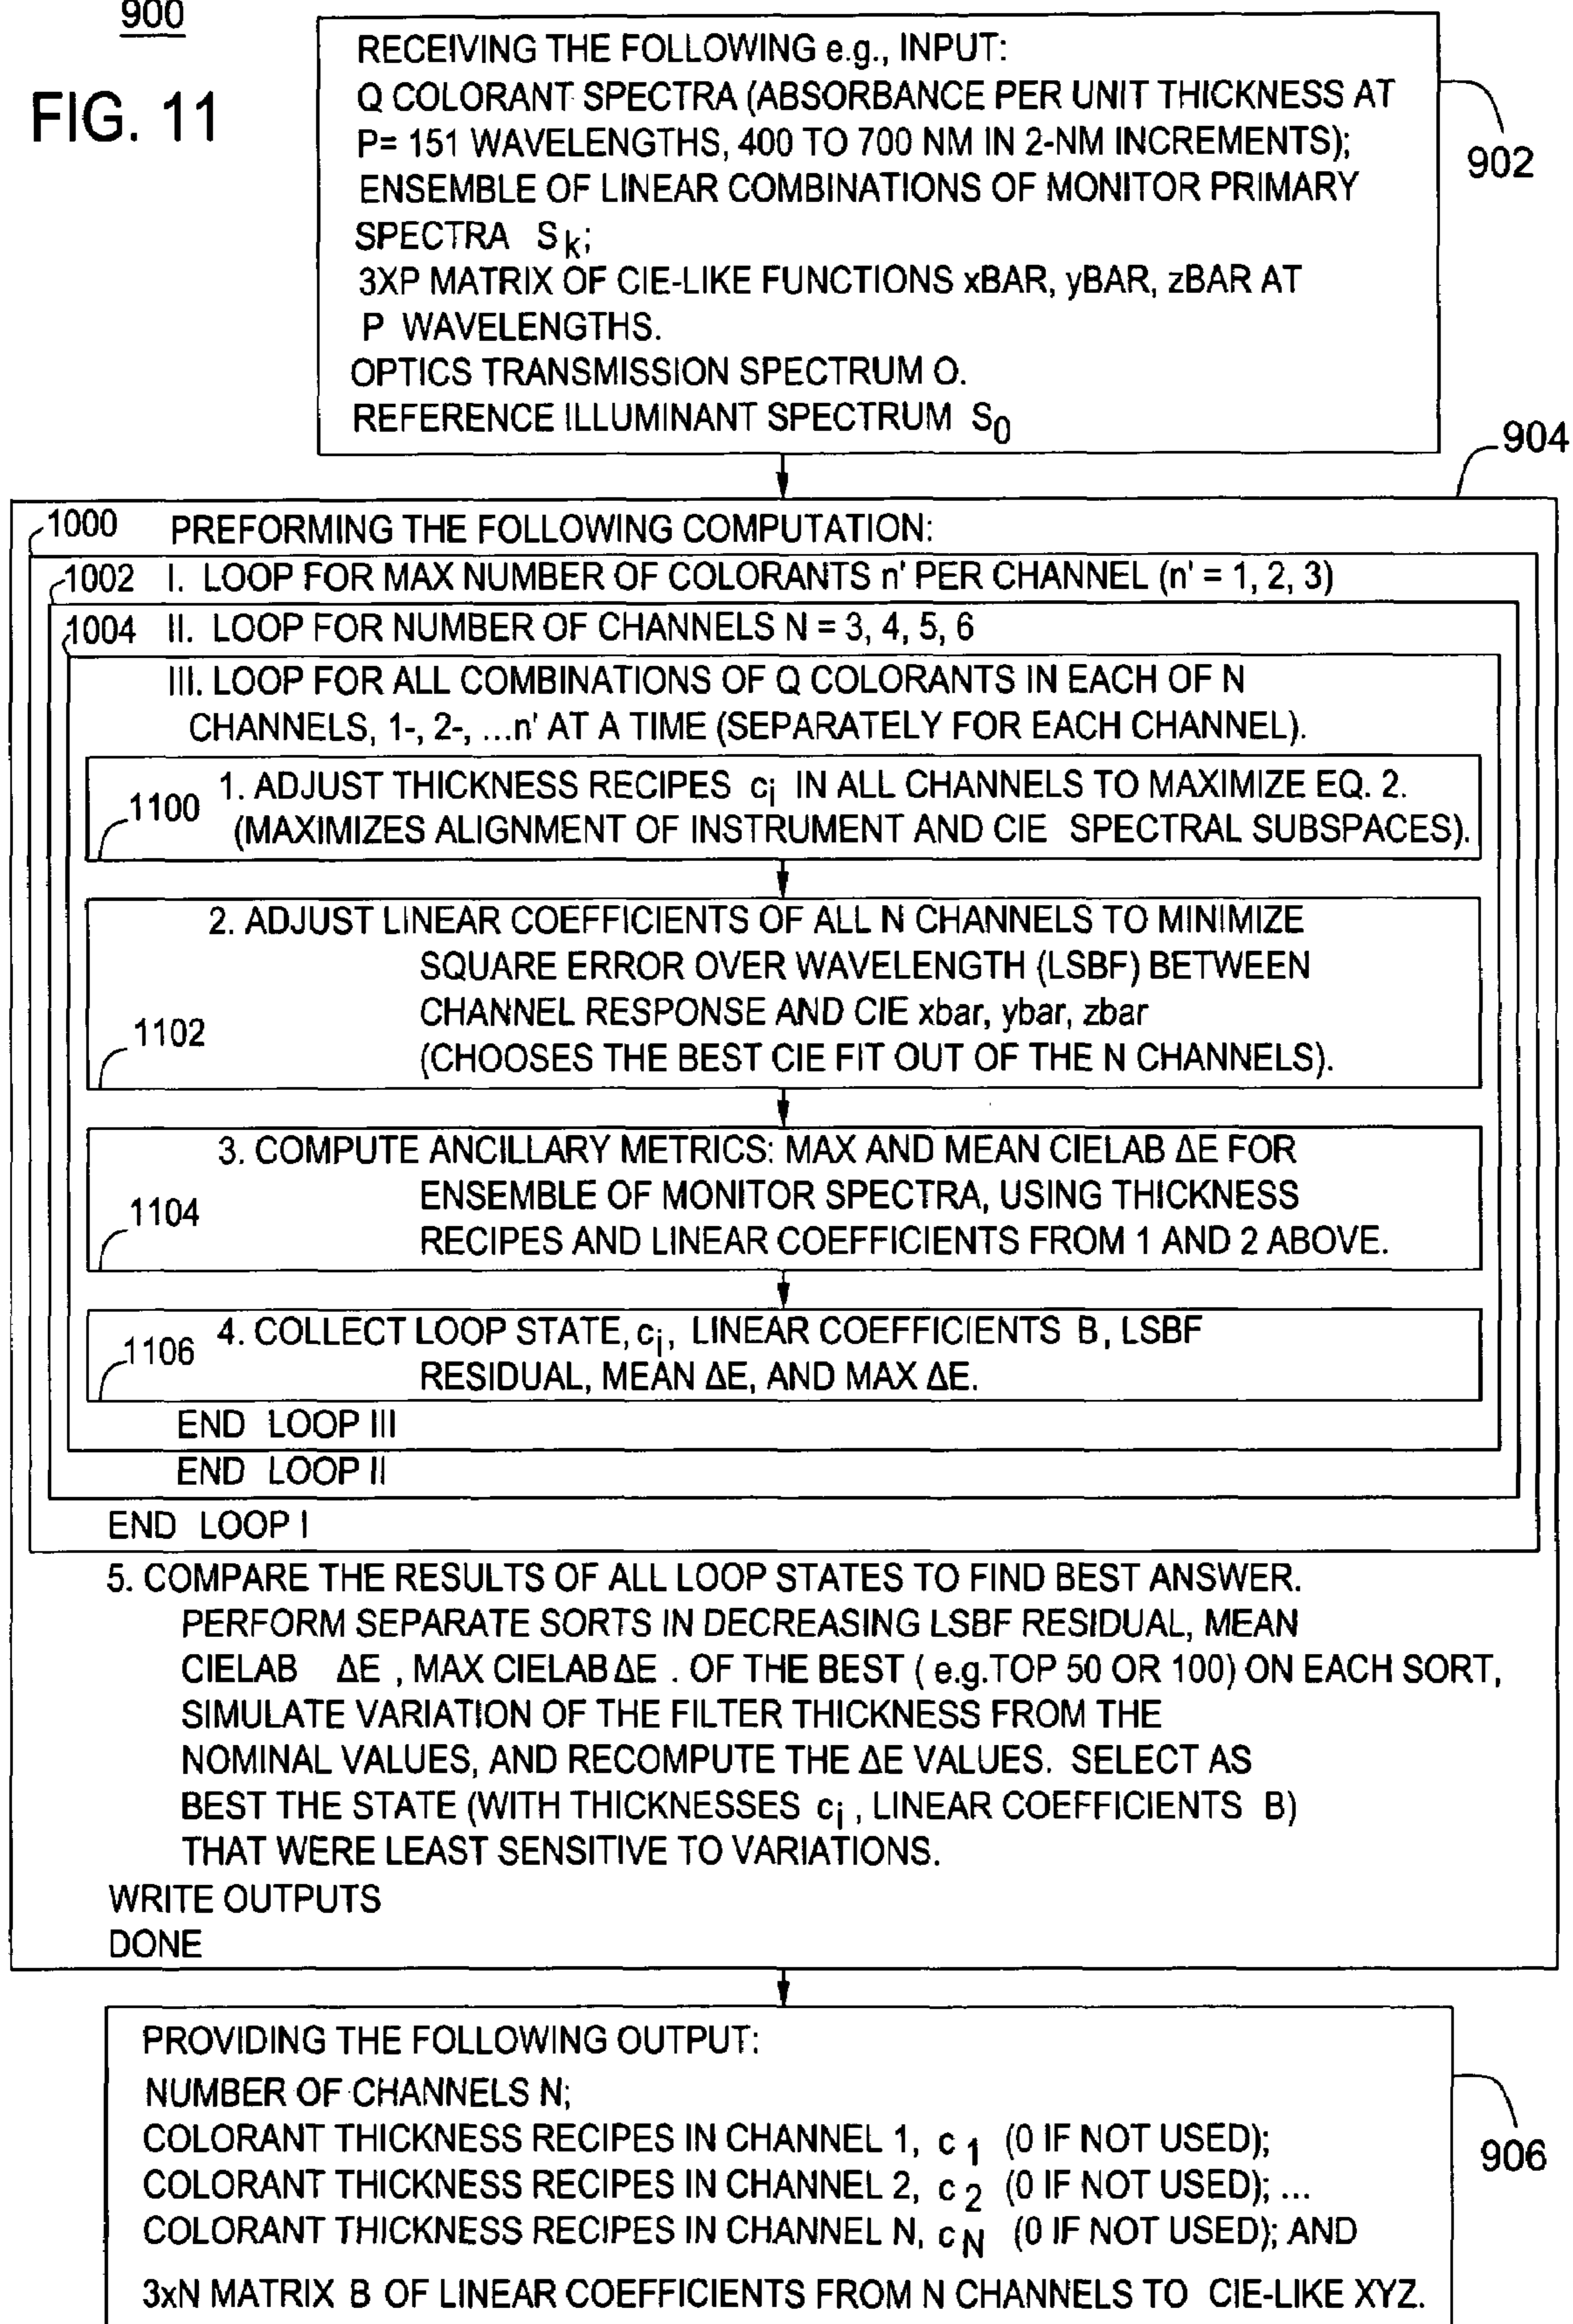 900
FIG. 11
RECEIVING THE FOLLOWING e.g., INPUT:
Q COLORANT SPECTRA (ABSORBANCE PER UNIT THICKNESS AT
P= 151 WAVELENGTHS, 400 TO 700 NM IN 2-NM INCREMENTS);
ENSEMBLE OF LINEAR COMBINATIONS OF MONITOR PRIMARY
SPECTRA Sk;
3XP MATRIX OF CIE-LIKE FUNCTIONS xBAR, yBAR, zBAR AT
P WAVELENGTHS.
OPTICS TRANSMISSION SPECTRUM O.
REFERENCE ILLUMINANT SPECTRUM S0
902
904
1000 PREFORMING THE FOLLOWING COMPUTATION:
1002 I. LOOP FOR MAX NUMBER OF COLORANTS n' PER CHANNEL (n' = 1, 2, 3)
1004 II. LOOP FOR NUMBER OF CHANNELS N = 3, 4, 5, 6
III. LOOP FOR ALL COMBINATIONS OF Q COLORANTS IN EACH OF N
CHANNELS, 1-, 2-, ...n' AT A TIME (SEPARATELY FOR EACH CHANNEL).
1100 1. ADJUST THICKNESS RECIPES ci IN ALL CHANNELS TO MAXIMIZE EQ. 2.
(MAXIMIZES ALIGNMENT OF INSTRUMENT AND CIE SPECTRAL SUBSPACES).
2. ADJUST LINEAR COEFFICIENTS OF ALL N CHANNELS TO MINIMIZE
SQUARE ERROR OVER WAVELENGTH (LSBF) BETWEEN
CHANNEL RESPONSE AND CIE xbar, ybar, zbar
1102
(CHOOSES THE BEST CIE FIT OUT OF THE N CHANNELS).
3. COMPUTE ANCILLARY METRICS: MAX AND MEAN CIELAB ΔE FOR
ENSEMBLE OF MONITOR SPECTRA, USING THICKNESS
1104
RECIPES AND LINEAR COEFFICIENTS FROM 1 AND 2 ABOVE.
1106 4. COLLECT LOOP STATE, ci, LINEAR COEFFICIENTS B, LSBF
RESIDUAL, MEAN ΔE, AND MAX ΔE.
END LOOP III
END LOOP II
END LOOP I
5. COMPARE THE RESULTS OF ALL LOOP STATES TO FIND BEST ANSWER.
PERFORM SEPARATE SORTS IN DECREASING LSBF RESIDUAL, MEAN
CIELAB ΔE , MAX CIELAB ΔE . OF THE BEST ( e.g.TOP 50 OR 100) ON EACH SORT,
SIMULATE VARIATION OF THE FILTER THICKNESS FROM THE
NOMINAL VALUES, AND RECOMPUTE THE ΔE VALUES. SELECT AS
BEST THE STATE (WITH THICKNESSES ci , LINEAR COEFFICIENTS B)
THAT WERE LEAST SENSITIVE TO VARIATIONS.
WRITE OUTPUTS
DONE
PROVIDING THE FOLLOWING OUTPUT:
NUMBER OF CHANNELS N;
COLORANT THICKNESS RECIPES IN CHANNEL 1, c1 (0 IF NOT USED);
COLORANT THICKNESS RECIPES IN CHANNEL 2, c2 (0 IF NOT USED); ...
COLORANT THICKNESS RECIPES IN CHANNEL N, cN (0 IF NOT USED); AND
3xN MATRIX B OF LINEAR COEFFICIENTS FROM N CHANNELS TO CIE-LIKE XYZ.
906